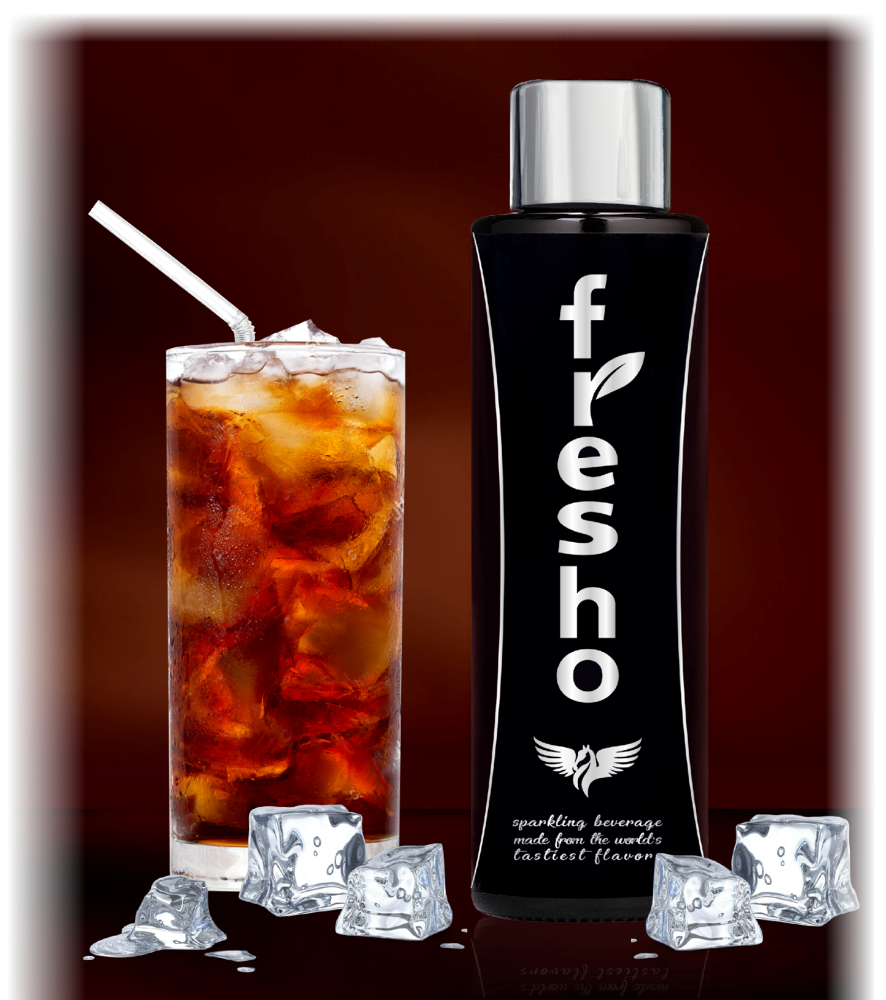 fresho
sparkling beverage
made from the world's
tastiest flavor